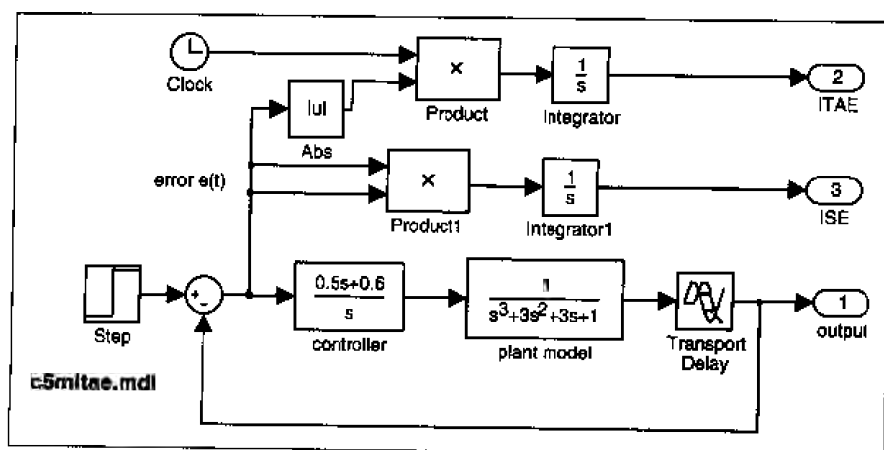 Clock
×
Product
1
s
Integrator
2
ITAE
|u|
Abs
error e(t)
×
Product1
1
s
Integrator1
3
ISE
Step
+
-
0.5s+0.6
s
controller
s³+3s²+3s+1
plant model
Transport
Delay
1
output
c5mitae.mdl